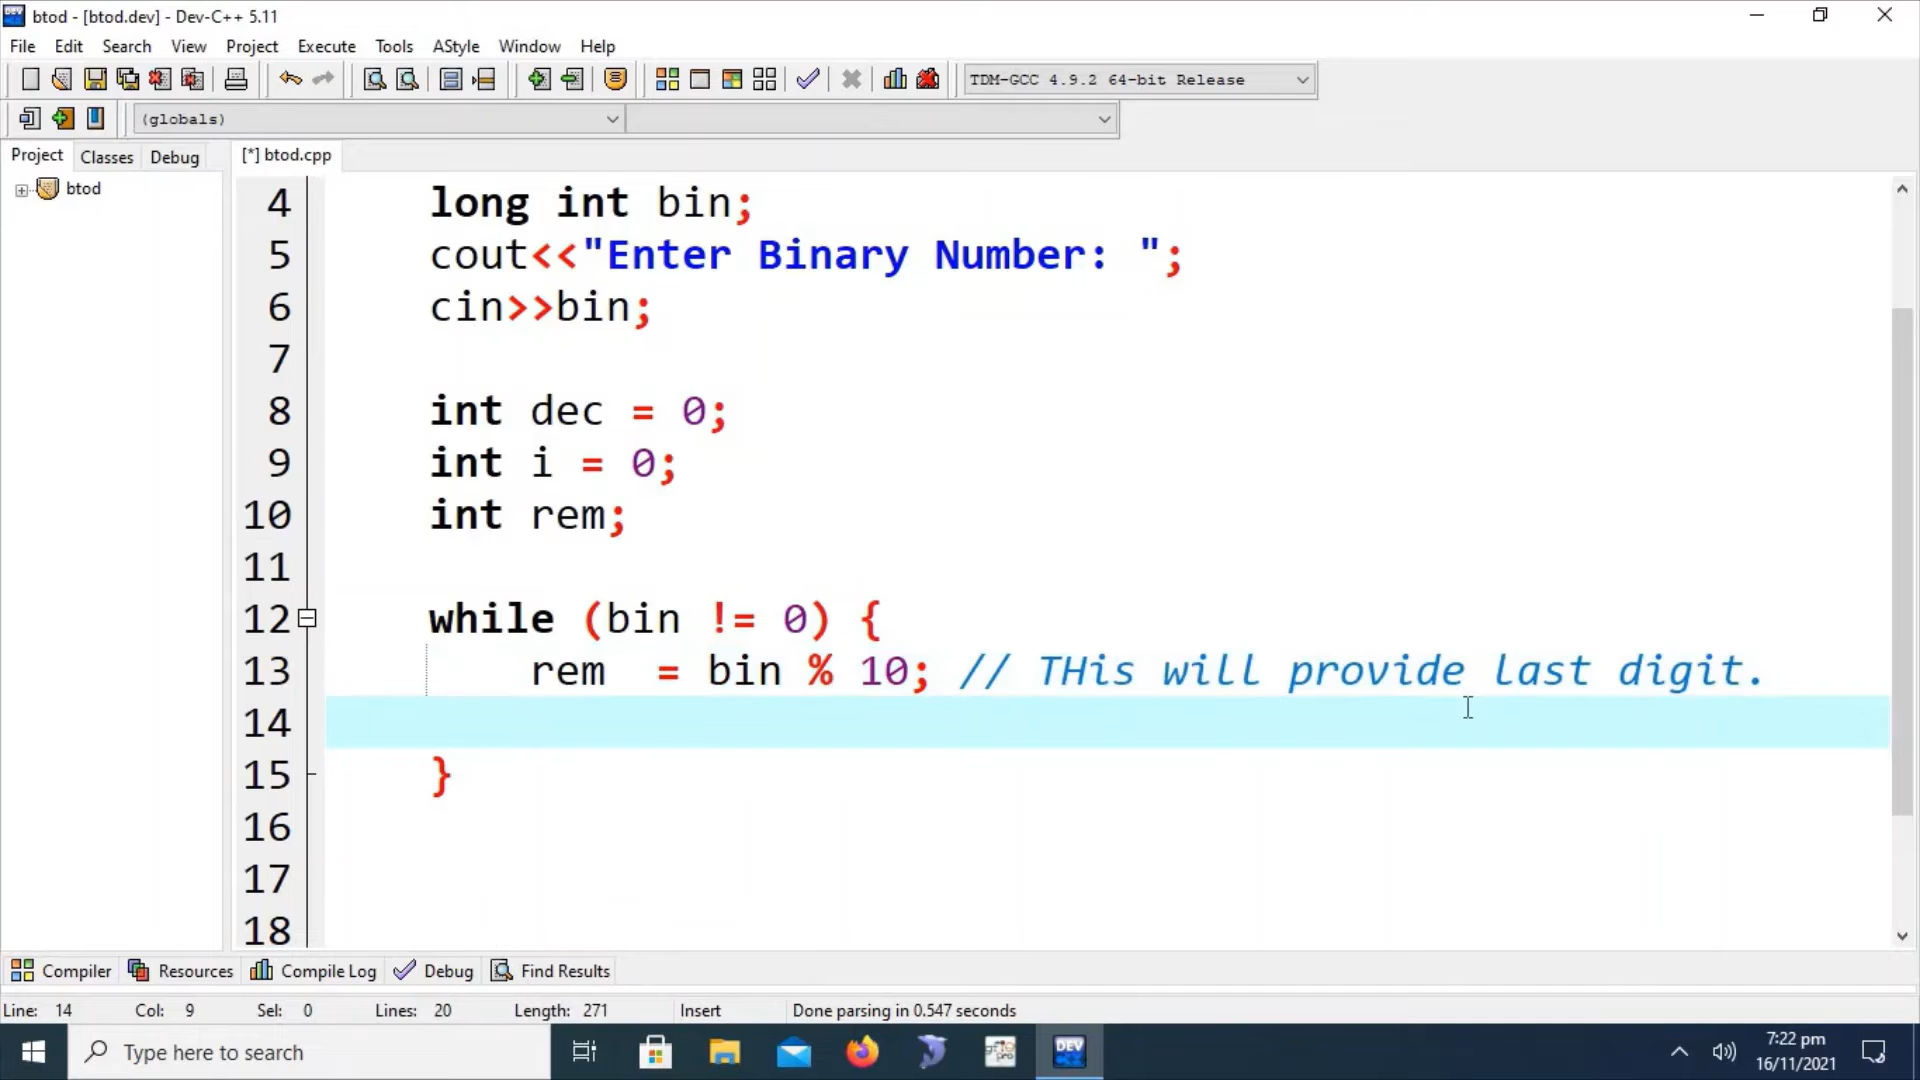 btod - [btod.dev] - Dev-C++ 5.11
File Edit Search View Project Execute Tools AStyle Window Help
TDM-GCC 4.9.2 64-bit Release
(globals)
Project Classes Debug [*] btod.cpp
btod
4 long int bin;
5 cout<<"Enter Binary Number: ";
6 cin>>bin;
7
8 int dec = 0;
9 int i = 0;
10 int rem;
11
12 while (bin != 0) {
13 rem  = bin % 10; // THis will provide last digit.
14
15 }
16
17
18
Compiler Resources Compile Log Debug Find Results
Line: 14 Col: 9 Sel: 0 Lines: 20 Length: 271 Insert Done parsing in 0.547 seconds
Type here to search
DEV
7:22 pm
16/11/2021